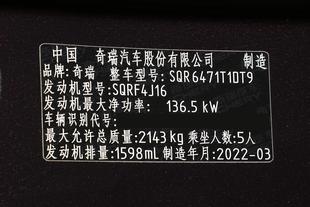 中国 奇瑞汽车股份有限公司 制造
品牌:奇瑞 整车型号:SQR6471T1DT9
发动机型号:SQRF4J16
发动机最大净功率: 136.5 kW
车辆识别代号:
最大允许总质量:2143 kg 乘坐人数:5人
发动机排量:1598mL 制造年月:2022-03